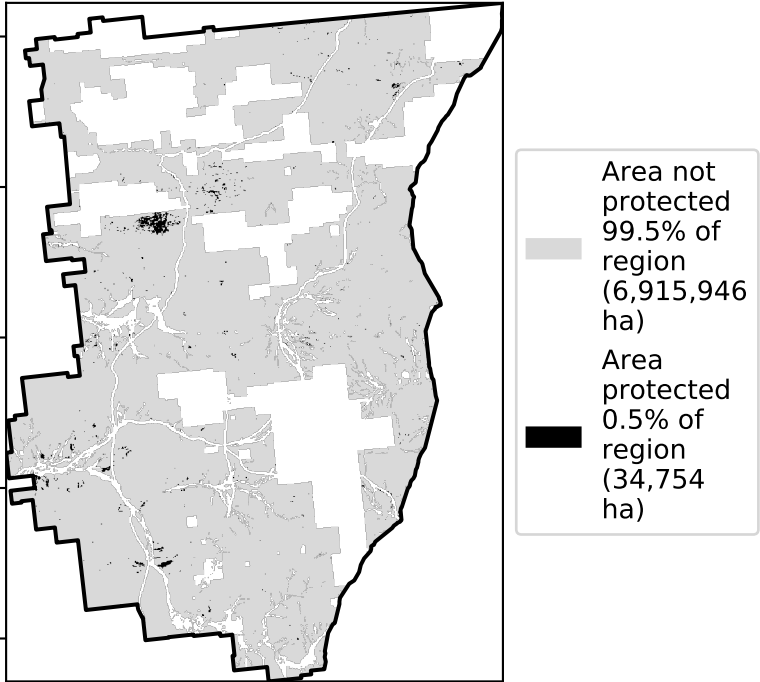 Area not
protected
99.5% of
region
(6,915,946
ha)
Area
protected
0.5% of
region
(34,754
ha)